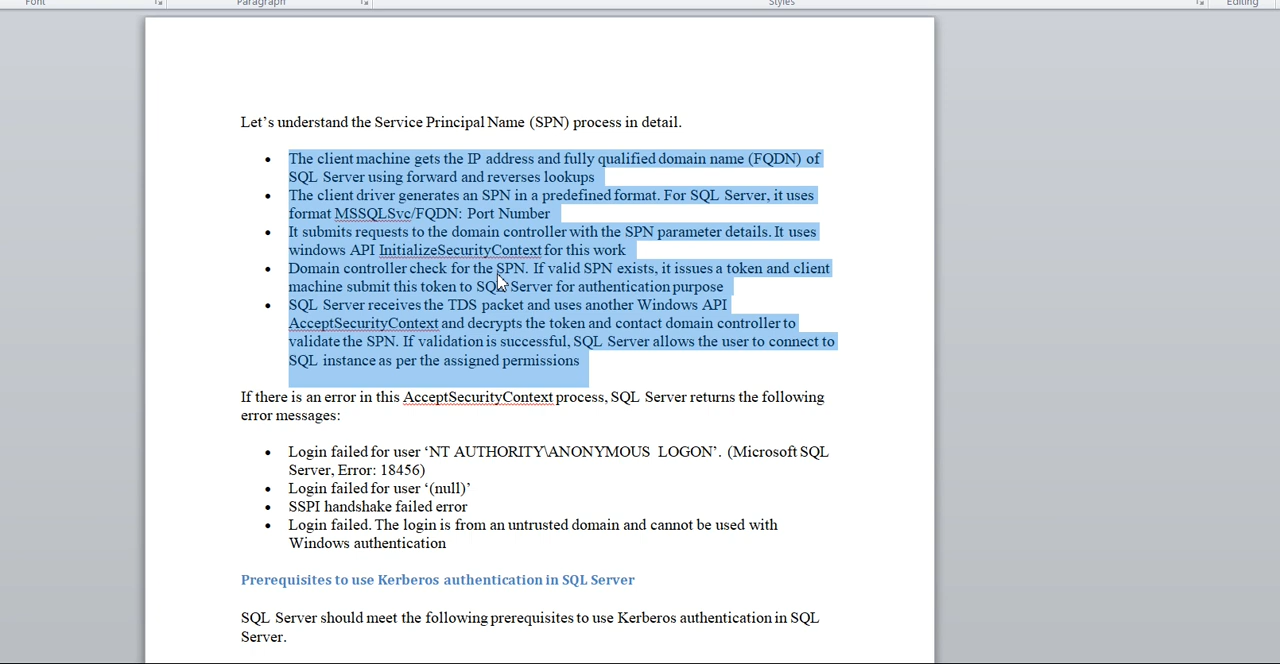 Font
Paragraph
Styles
Editing
Let’s understand the Service Principal Name (SPN) process in detail.
• The client machine gets the IP address and fully qualified domain name (FQDN) of
SQL Server using forward and reverses lookups
• The client driver generates an SPN in a predefined format. For SQL Server, it uses
format MSSQLSvc/FQDN: Port Number
• It submits requests to the domain controller with the SPN parameter details. It uses
windows API InitializeSecurityContext for this work
• Domain controller check for the SPN. If valid SPN exists, it issues a token and client
machine submit this token to SQL Server for authentication purpose
• SQL Server receives the TDS packet and uses another Windows API
AcceptSecurityContext and decrypts the token and contact domain controller to
validate the SPN. If validation is successful, SQL Server allows the user to connect to
SQL instance as per the assigned permissions
If there is an error in this AcceptSecurityContext process, SQL Server returns the following
error messages:
• Login failed for user ‘NT AUTHORITY\ANONYMOUS LOGON’. (Microsoft SQL
Server, Error: 18456)
• Login failed for user ‘(null)’
• SSPI handshake failed error
• Login failed. The login is from an untrusted domain and cannot be used with
Windows authentication
Prerequisites to use Kerberos authentication in SQL Server
SQL Server should meet the following prerequisites to use Kerberos authentication in SQL
Server.